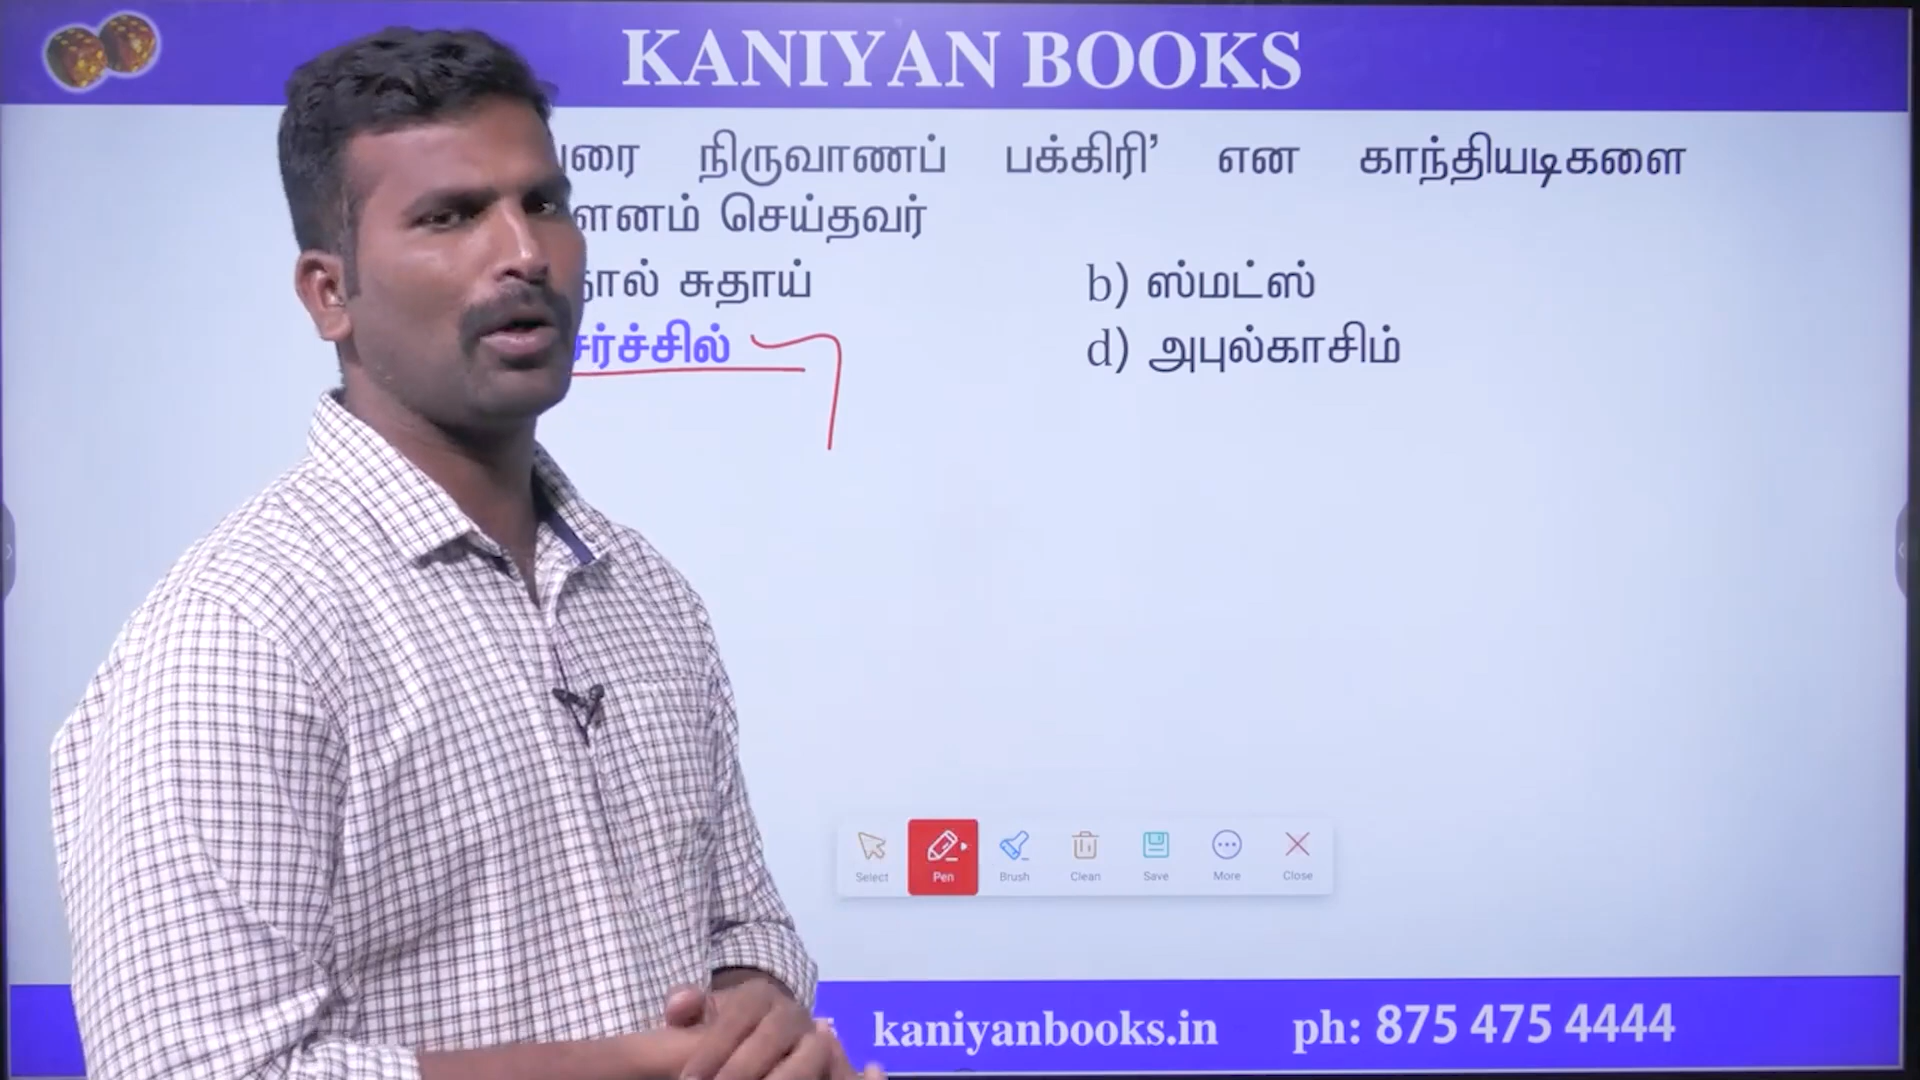 KANIYAN BOOKS
நிருவாணப் பக்கிரி’ என காந்தியடிகளை
செய்தவர்
சுதாய்
b) ஸ்மட்ஸ்
சர்ச்சில்
d) அபுல்காசிம்
Select
Pen
Brush
Clean
Save
More
Close
kaniyanbooks.in
ph: 875 475 4444